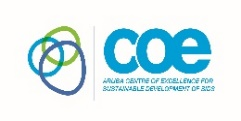 coe
ARUBA CENTRE OF EXCELLENCE FOR
SUSTAINABLE DEVELOPMENT OF SIDS